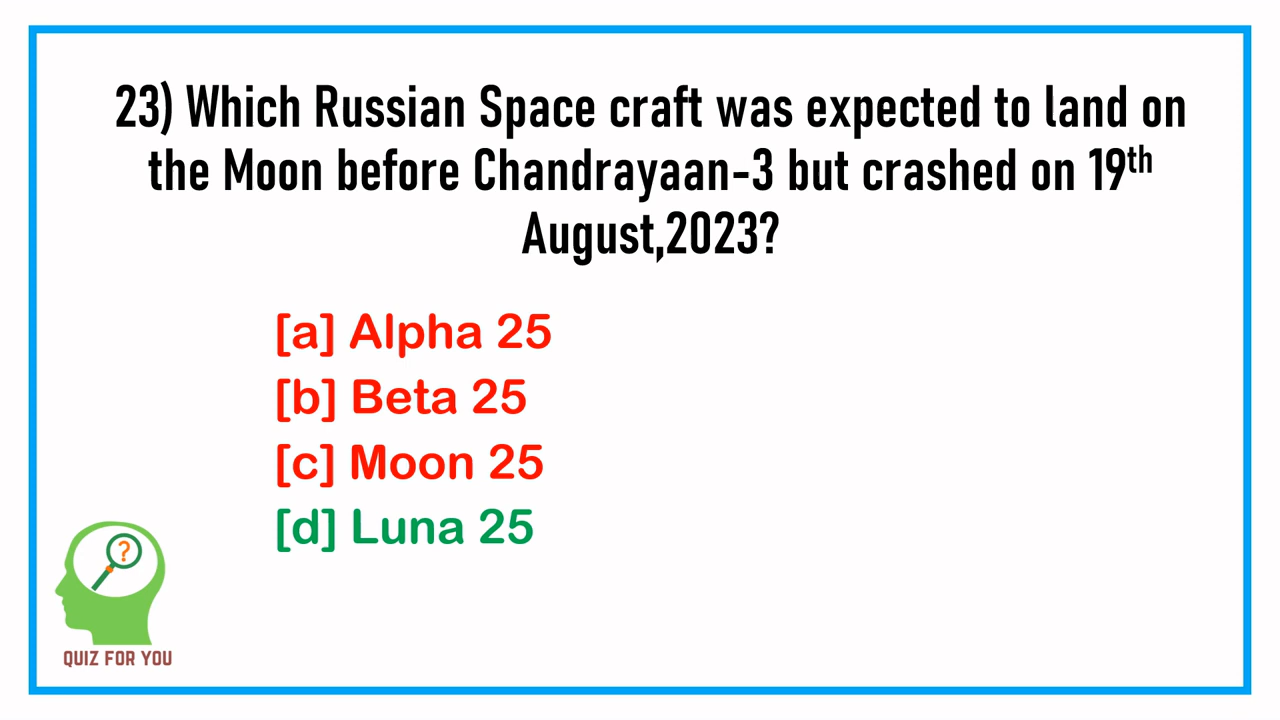 23) Which Russian Space craft was expected to land on
the Moon before Chandrayaan-3 but crashed on 19th
August,2023?
[a] Alpha 25
[b] Beta 25
[c] Moon 25
[d] Luna 25
?
QUIZ FOR YOU